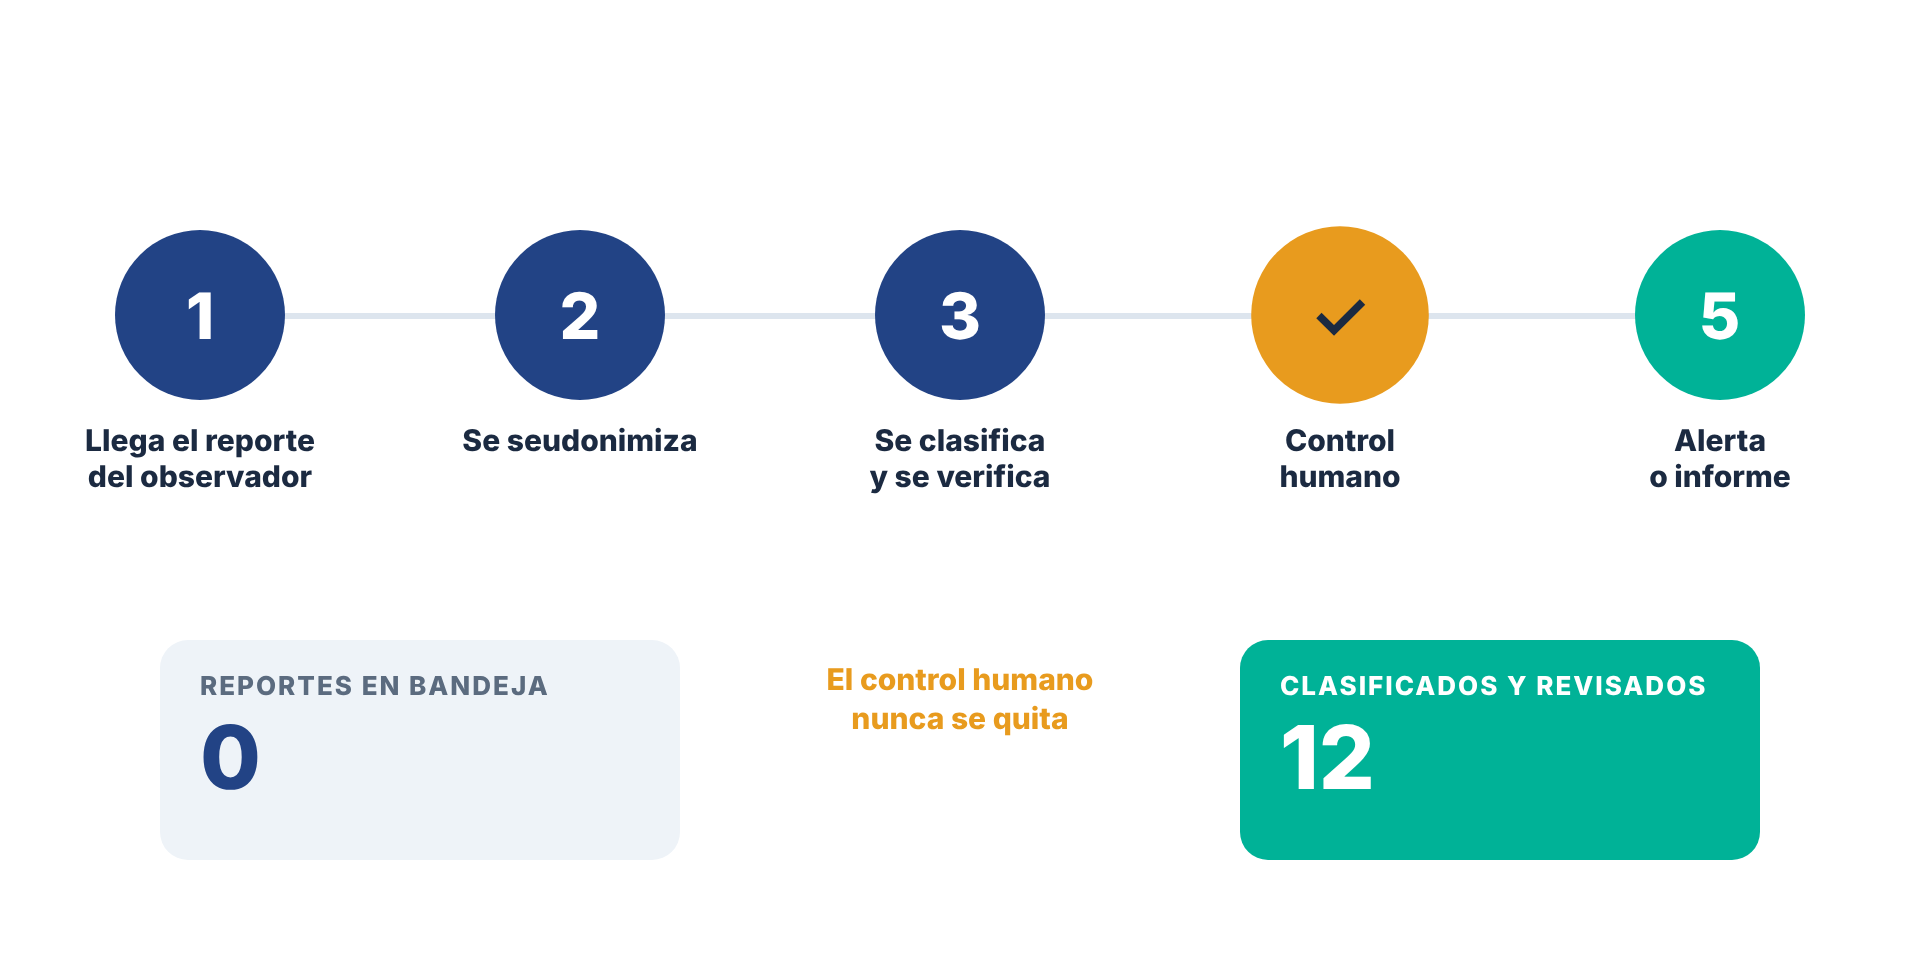 1
2
3
5
Llega el reporte
del observador
Se seudonimiza
Se clasifica
y se verifica
Control
humano
Alerta
o informe
REPORTES EN BANDEJA
0
El control humano
nunca se quita
CLASIFICADOS Y REVISADOS
12